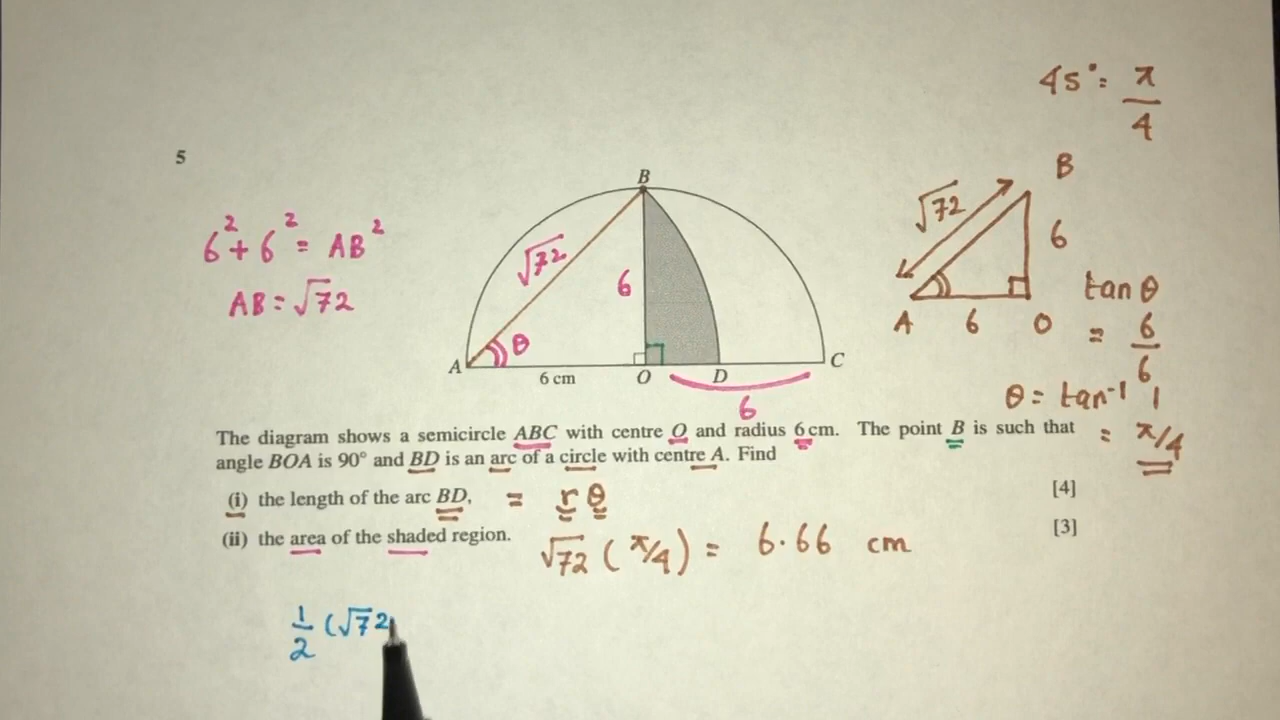 45° = π/4
5
6² + 6² = AB²
AB = √72
B
√72
6
θ
A
6 cm
O
D
C
6
B
√72
6
A
6
O
tan θ
= 6/6
θ = tan⁻¹ 1
= π/4
The diagram shows a semicircle ABC with centre O and radius 6 cm. The point B is such that
angle BOA is 90° and BD is an arc of a circle with centre A. Find
(i) the length of the arc BD, = r θ [4]
(ii) the area of the shaded region. [3]
√72 (π/4) = 6.66 cm
1/2 (√72